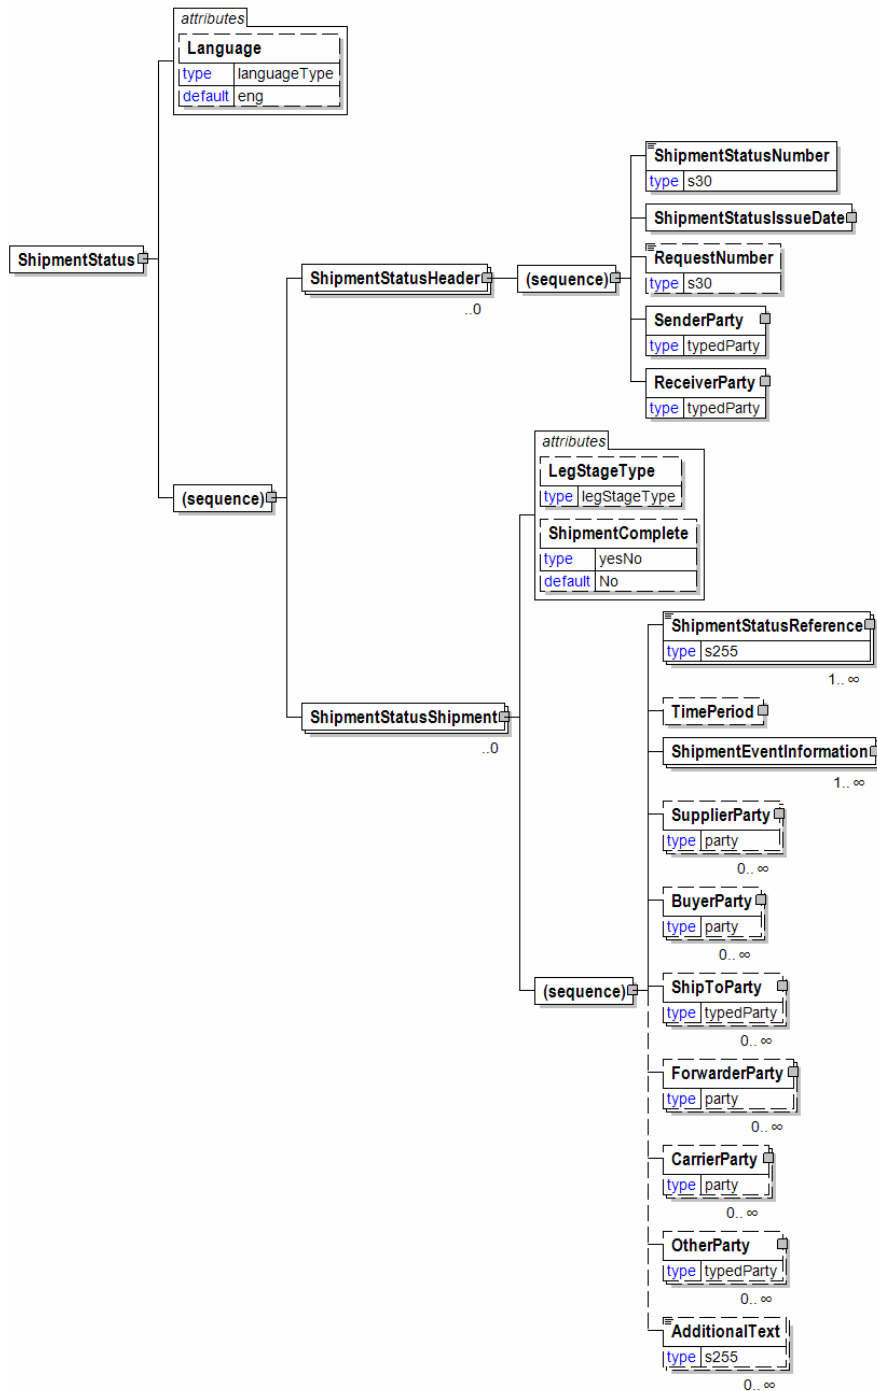 attributes
Language
type languageType
default eng
ShipmentStatus
ShipmentStatusHeader
..0
(sequence)
ShipmentStatusNumber
type s30
ShipmentStatusIssueDate
RequestNumber
type s30
SenderParty
type typedParty
ReceiverParty
type typedParty
(sequence)
attributes
LegStageType
type legStageType
ShipmentComplete
type yesNo
default No
ShipmentStatusShipment
..0
(sequence)
ShipmentStatusReference
type s255
1.. ∞
TimePeriod
ShipmentEventInformation
1.. ∞
SupplierParty
type party
0.. ∞
BuyerParty
type party
0.. ∞
ShipToParty
type typedParty
0.. ∞
ForwarderParty
type party
0.. ∞
CarrierParty
type party
0.. ∞
OtherParty
type typedParty
0.. ∞
AdditionalText
type s255
0.. ∞